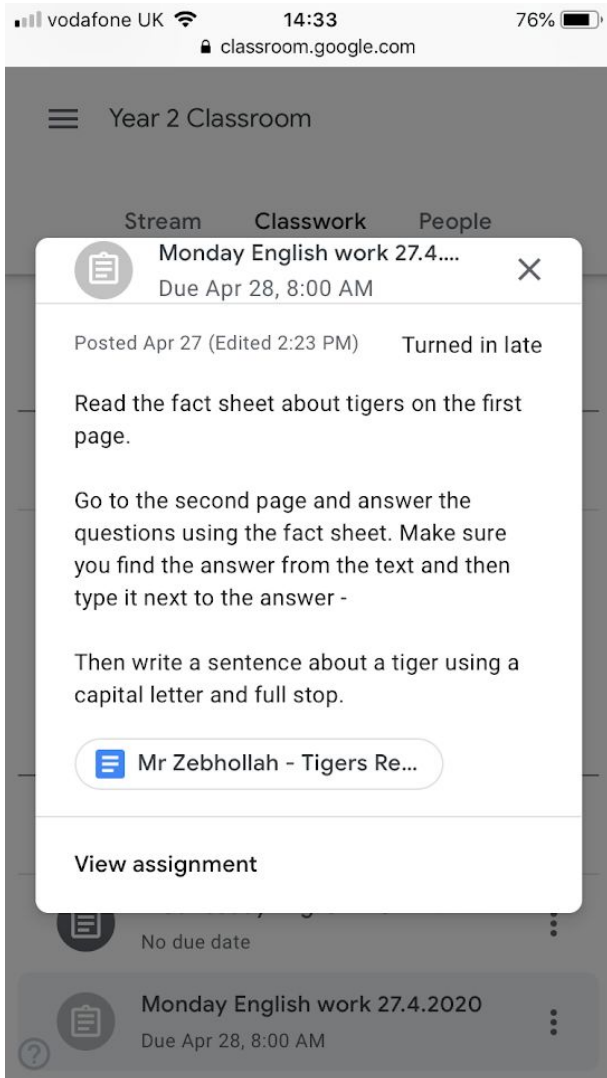 vodafone UK 14:33 76%
classroom.google.com
Year 2 Classroom
Stream Classwork People
Monday English work 27.4....
Due Apr 28, 8:00 AM
Posted Apr 27 (Edited 2:23 PM) Turned in late
Read the fact sheet about tigers on the first
page.
Go to the second page and answer the
questions using the fact sheet. Make sure
you find the answer from the text and then
type it next to the answer -
Then write a sentence about a tiger using a
capital letter and full stop.
Mr Zebhollah - Tigers Re...
View assignment
No due date
Monday English work 27.4.2020
Due Apr 28, 8:00 AM
?